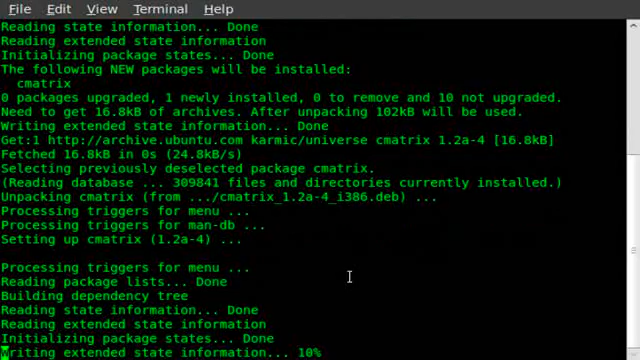 File Edit View Terminal Help
Reading state information... Done
Reading extended state information
Initializing package states... Done
The following NEW packages will be installed:
  cmatrix
0 packages upgraded, 1 newly installed, 0 to remove and 10 not upgraded.
Need to get 16.8kB of archives. After unpacking 102kB will be used.
Writing extended state information... Done
Get:1 http://archive.ubuntu.com karmic/universe cmatrix 1.2a-4 [16.8kB]
Fetched 16.8kB in 0s (24.8kB/s)
Selecting previously deselected package cmatrix.
(Reading database ... 309841 files and directories currently installed.)
Unpacking cmatrix (from .../cmatrix_1.2a-4_i386.deb) ...
Processing triggers for menu ...
Processing triggers for man-db ...
Setting up cmatrix (1.2a-4) ...
Processing triggers for menu ...
Reading package lists... Done
Building dependency tree
Reading state information... Done
Reading extended state information
Initializing package states... Done
Writing extended state information... 10%